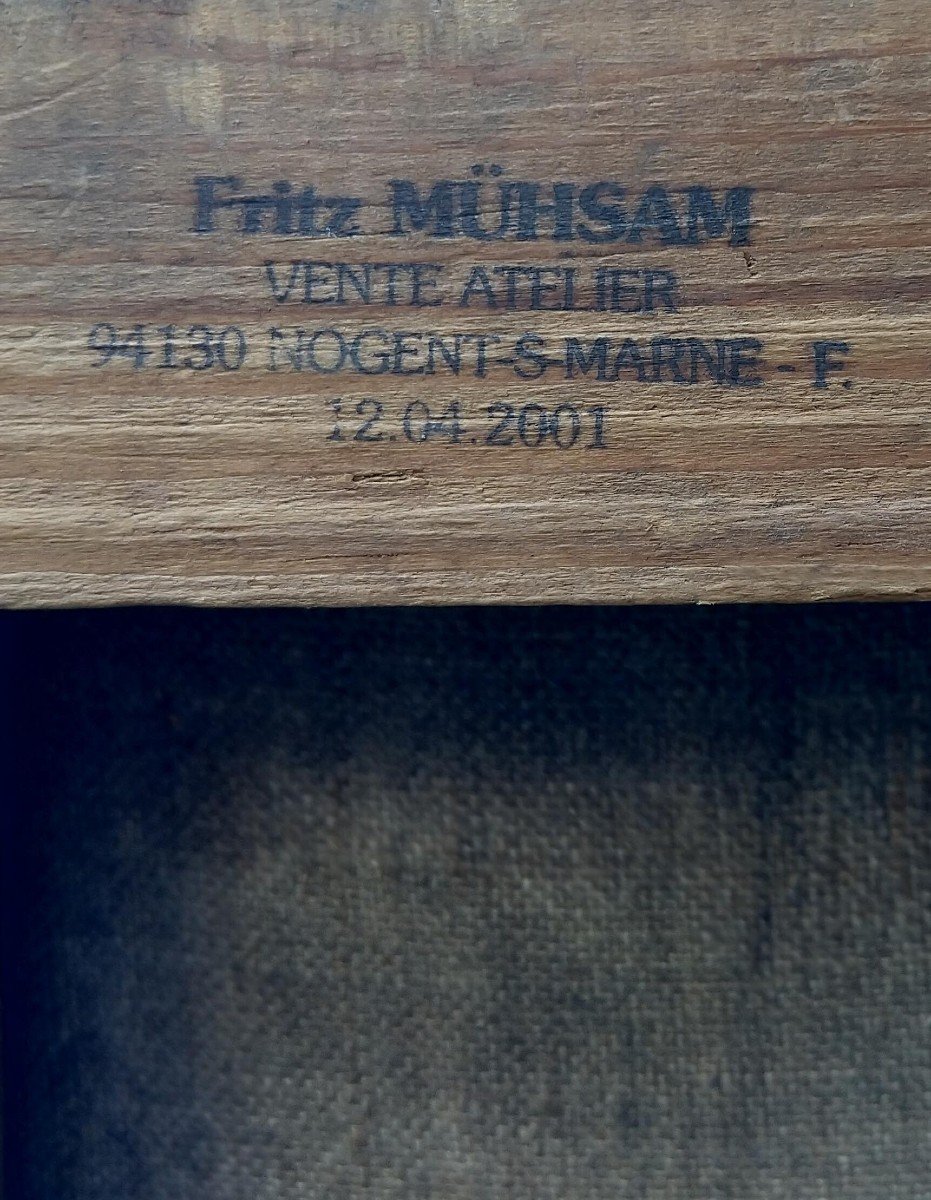 Fritz MÜHSAM
VENTE ATELIER
94130 NOGENT-S-MARNE - F.
12.04.2001